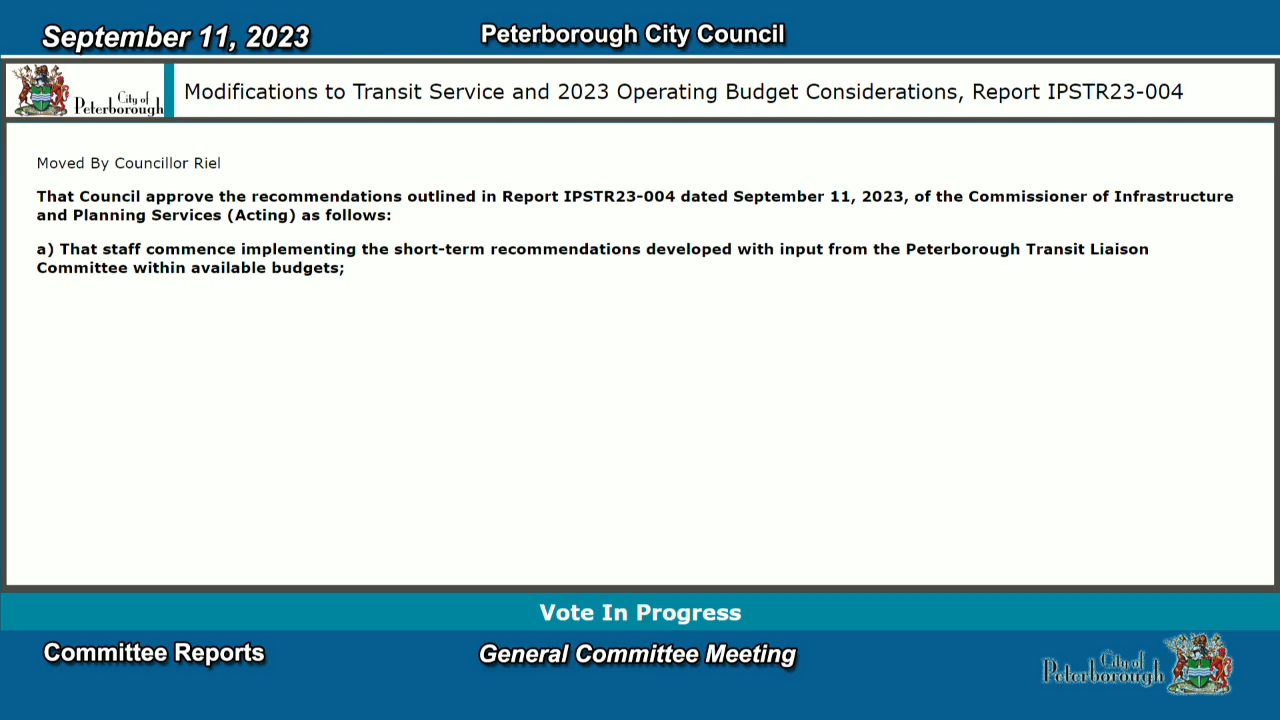 September 11, 2023
Peterborough City Council
City of
Peterborough
Modifications to Transit Service and 2023 Operating Budget Considerations, Report IPSTR23-004
Moved By Councillor Riel
That Council approve the recommendations outlined in Report IPSTR23-004 dated September 11, 2023, of the Commissioner of Infrastructure
and Planning Services (Acting) as follows:
a) That staff commence implementing the short-term recommendations developed with input from the Peterborough Transit Liaison
Committee within available budgets;
Vote In Progress
Committee Reports
General Committee Meeting
City of
Peterborough